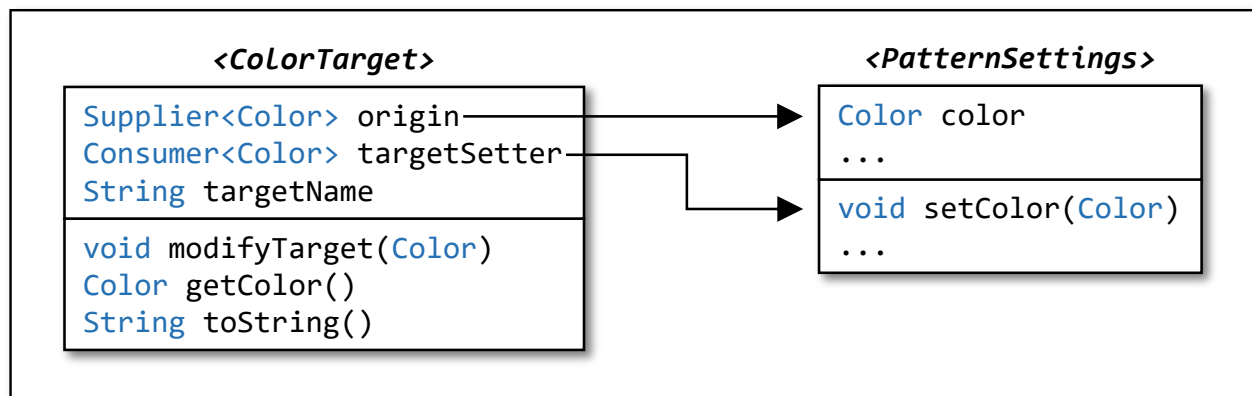 <ColorTarget>
Supplier<Color> origin
Consumer<Color> targetSetter
String targetName
void modifyTarget(Color)
Color getColor()
String toString()
<PatternSettings>
Color color
...
void setColor(Color)
...